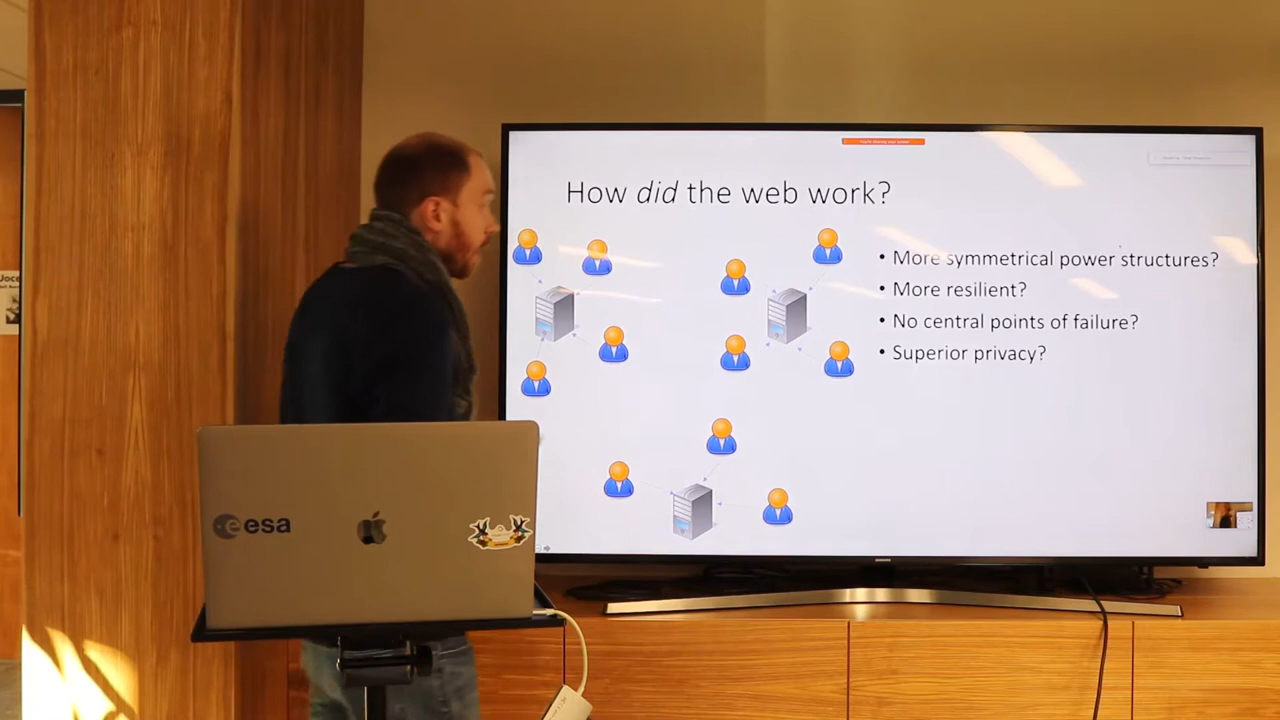 How did the web work?
• More symmetrical power structures?
• More resilient?
• No central points of failure?
• Superior privacy?
esa